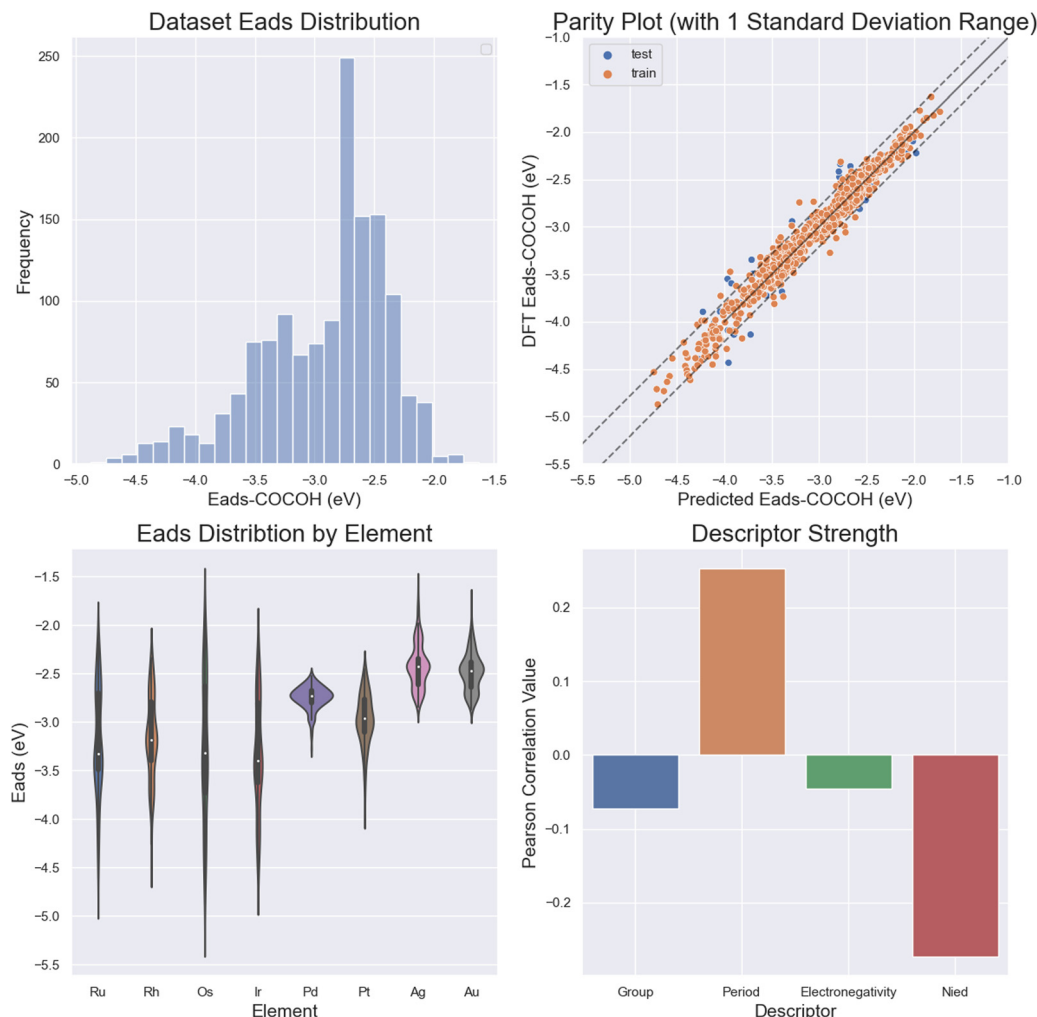 Dataset Eads Distribution
250
200
150
100
50
0
Frequency
−5.0 −4.5 −4.0 −3.5 −3.0 −2.5 −2.0 −1.5
Eads-COCOH (eV)
Parity Plot (with 1 Standard Deviation Range)
test
train
−1.0
−1.5
−2.0
−2.5
−3.0
−3.5
−4.0
−4.5
−5.0
−5.5
DFT Eads-COCOH (eV)
−5.5 −5.0 −4.5 −4.0 −3.5 −3.0 −2.5 −2.0 −1.5 −1.0
Predicted Eads-COCOH (eV)
Eads Distribtion by Element
−1.5
−2.0
−2.5
−3.0
−3.5
−4.0
−4.5
−5.0
−5.5
Eads (eV)
Ru Rh Os Ir Pd Pt Ag Au
Element
Descriptor Strength
0.2
0.1
0.0
−0.1
−0.2
Pearson Correlation Value
Group Period Electronegativity Nied
Descriptor